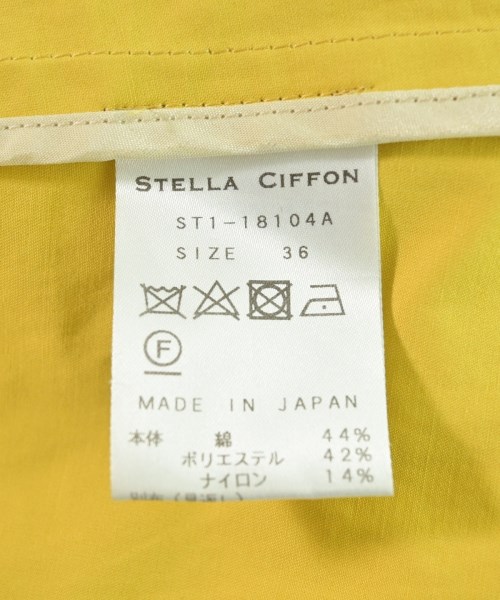 STELLA CIFFON
ST1-18104A
SIZE 36
F
MADE IN JAPAN
本体 綿 44%
ポリエステル 42%
ナイロン 14%